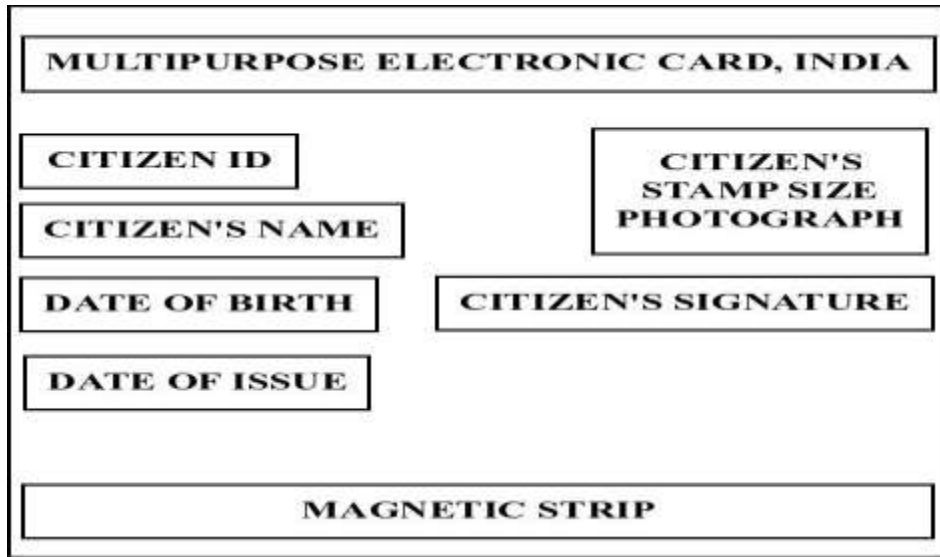 MULTIPURPOSE ELECTRONIC CARD, INDIA
CITIZEN ID
CITIZEN'S
STAMP SIZE
PHOTOGRAPH
CITIZEN'S NAME
DATE OF BIRTH
CITIZEN'S SIGNATURE
DATE OF ISSUE
MAGNETIC STRIP